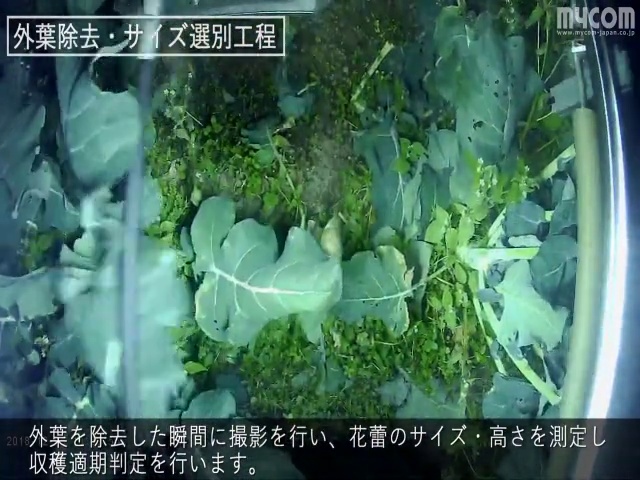 外葉除去・サイズ選別工程
mycom
www.mycom-japan.co.jp
2018
外葉を除去した瞬間に撮影を行い、花蕾のサイズ・高さを測定し
収穫適期判定を行います。